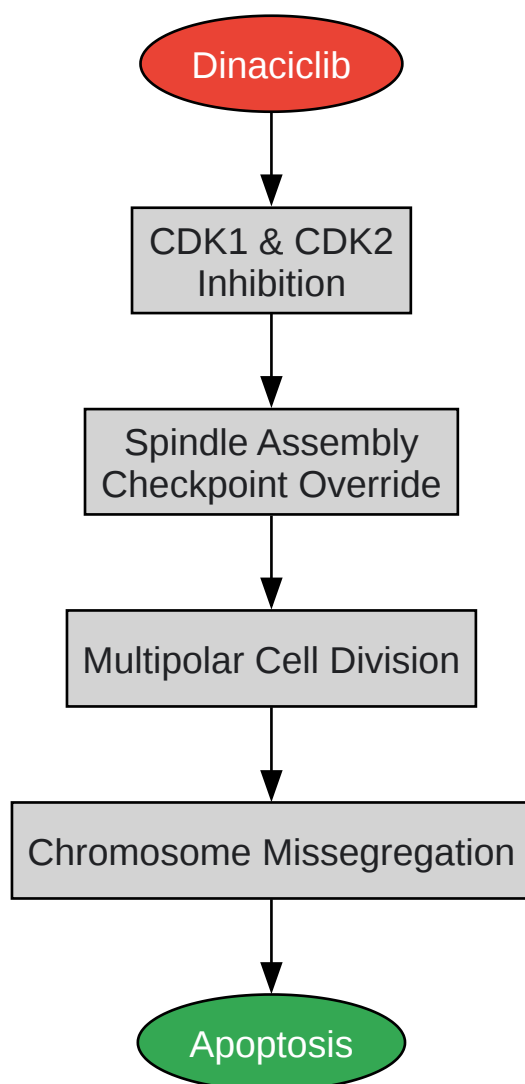 Dinaciclib
CDK1 & CDK2
Inhibition
Spindle Assembly
Checkpoint Override
Multipolar Cell Division
Chromosome Missegregation
Apoptosis